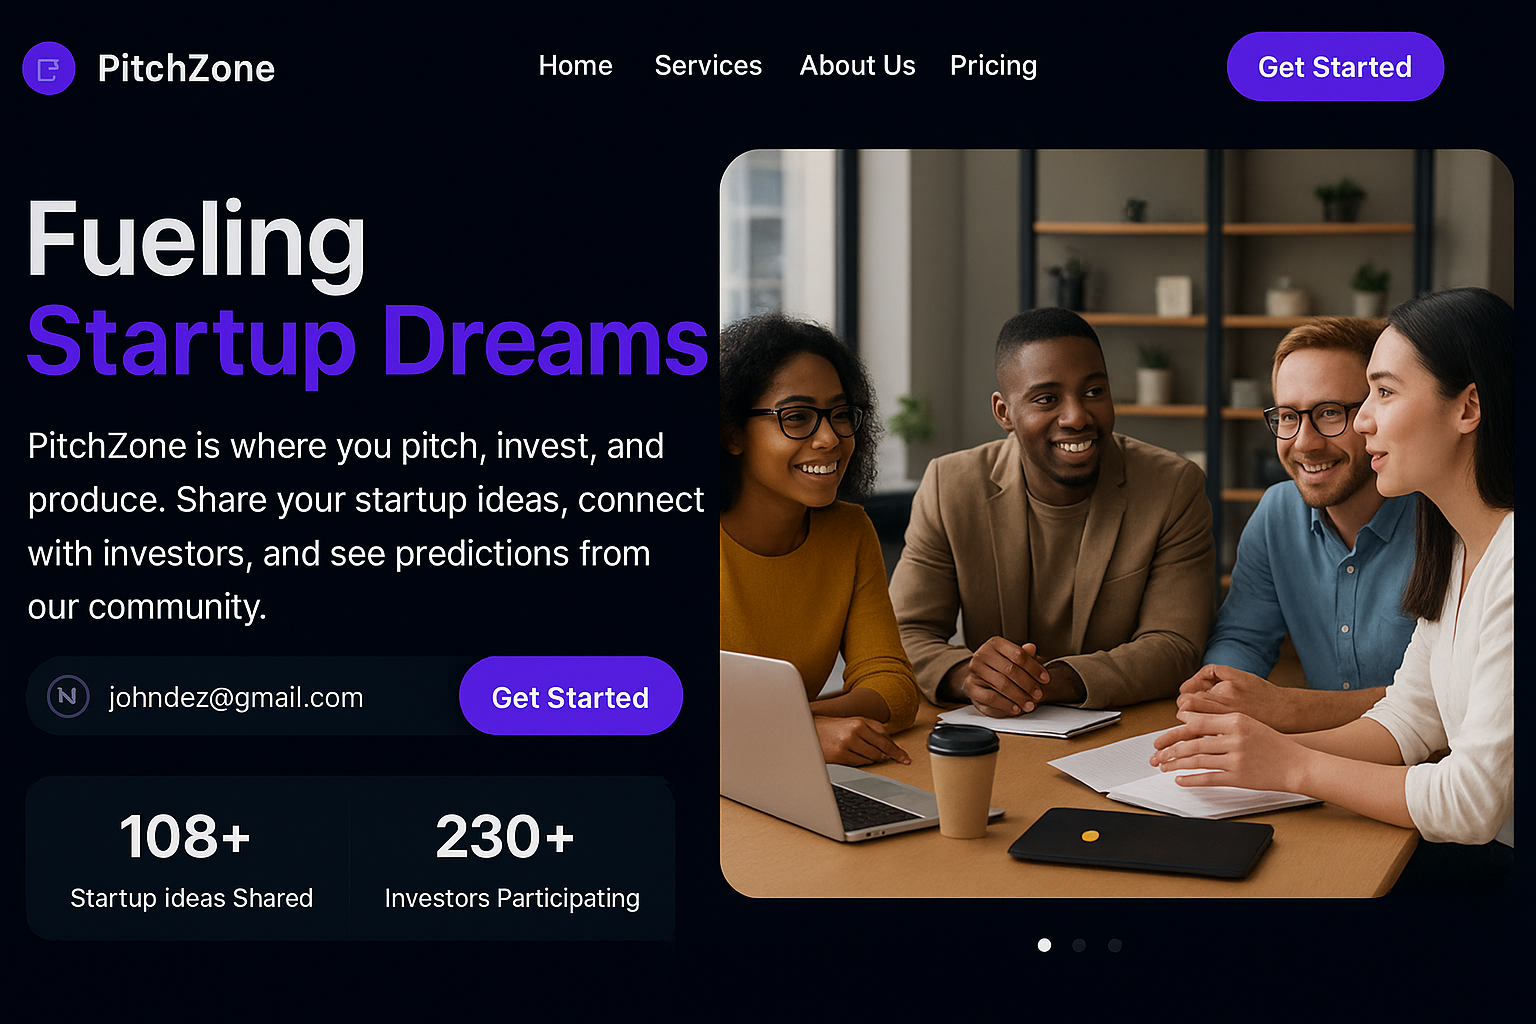 PitchZone
Home
Services
About Us
Pricing
Get Started
Fueling
Startup Dreams
PitchZone is where you pitch, invest, and
produce. Share your startup ideas, connect
with investors, and see predictions from
our community.
N
johndez@gmail.com
Get Started
108+
Startup ideas Shared
230+
Investors Participating